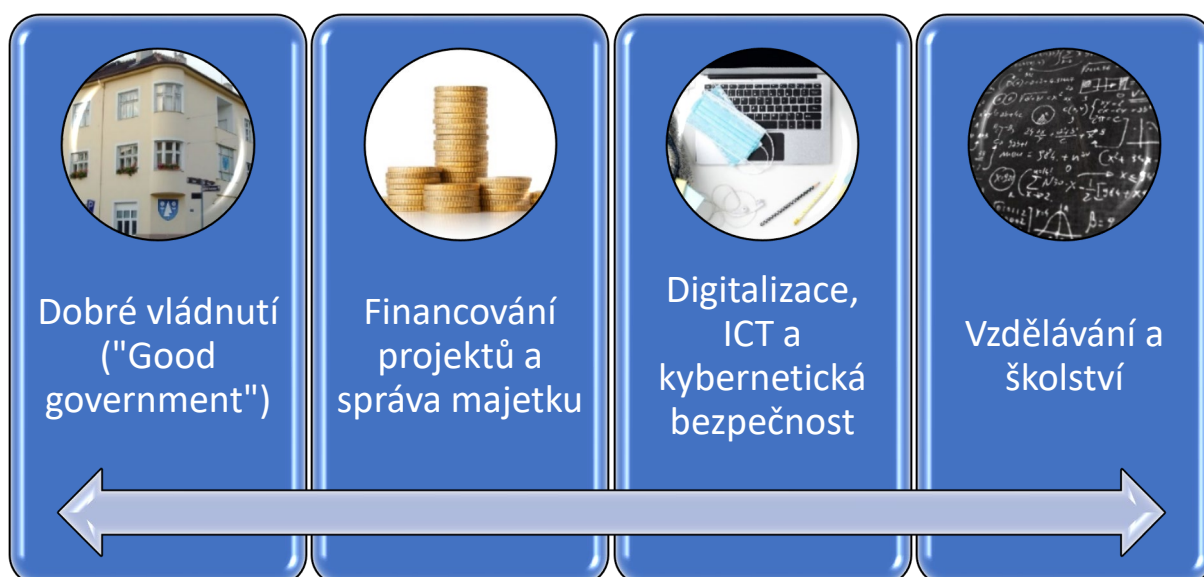 Dobré vládnutí
("Good
government")
Financování
projektů a
správa majetku
Digitalizace,
ICT a
kybernetická
bezpečnost
Vzdělávání a
školství